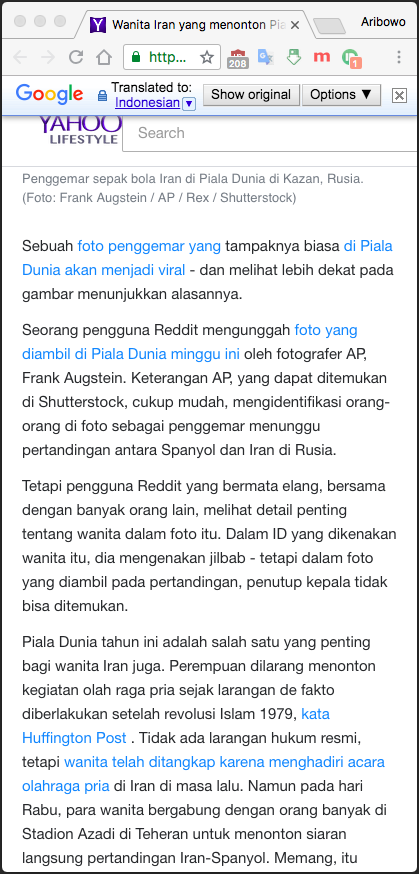 Wanita Iran yang menonton Pia
Aribowo
http...
208
1
Google
Translated to:
Indonesian
Show original
Options ▼
YAHOO
LIFESTYLE
Search
Penggemar sepak bola Iran di Piala Dunia di Kazan, Rusia.
(Foto: Frank Augstein / AP / Rex / Shutterstock)
Sebuah foto penggemar yang tampaknya biasa di Piala
Dunia akan menjadi viral - dan melihat lebih dekat pada
gambar menunjukkan alasannya.
Seorang pengguna Reddit mengunggah foto yang
diambil di Piala Dunia minggu ini oleh fotografer AP,
Frank Augstein. Keterangan AP, yang dapat ditemukan
di Shutterstock, cukup mudah, mengidentifikasi orang-
orang di foto sebagai penggemar menunggu
pertandingan antara Spanyol dan Iran di Rusia.
Tetapi pengguna Reddit yang bermata elang, bersama
dengan banyak orang lain, melihat detail penting
tentang wanita dalam foto itu. Dalam ID yang dikenakan
wanita itu, dia mengenakan jilbab - tetapi dalam foto
yang diambil pada pertandingan, penutup kepala tidak
bisa ditemukan.
Piala Dunia tahun ini adalah salah satu yang penting
bagi wanita Iran juga. Perempuan dilarang menonton
kegiatan olah raga pria sejak larangan de fakto
diberlakukan setelah revolusi Islam 1979, kata
Huffington Post . Tidak ada larangan hukum resmi,
tetapi wanita telah ditangkap karena menghadiri acara
olahraga pria di Iran di masa lalu. Namun pada hari
Rabu, para wanita bergabung dengan orang banyak di
Stadion Azadi di Teheran untuk menonton siaran
langsung pertandingan Iran-Spanyol. Memang, itu